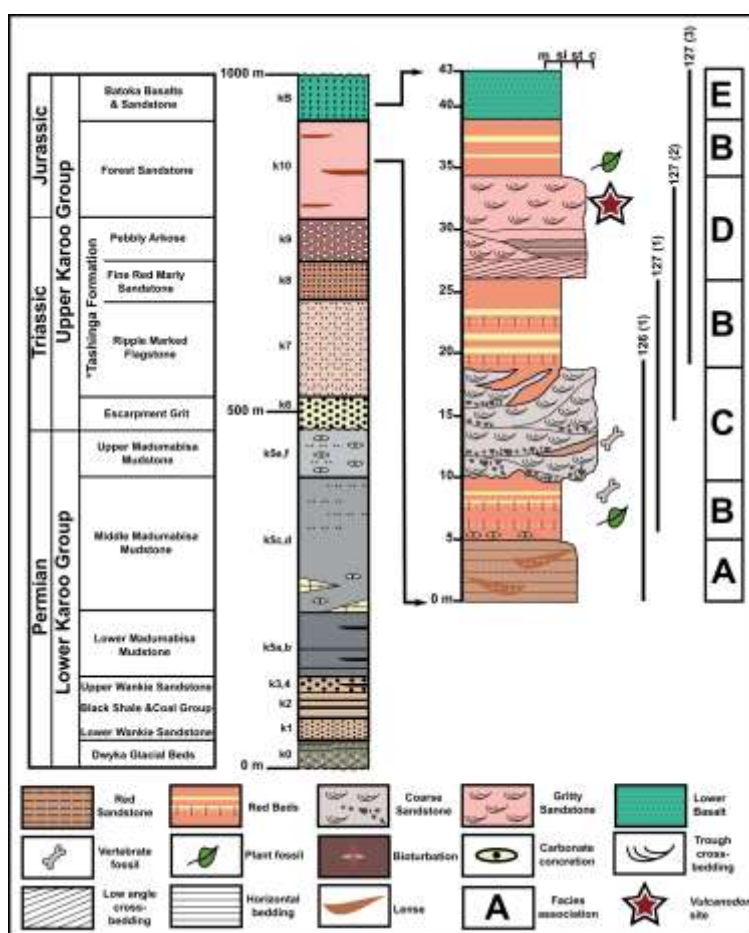 Jurassic
Triassic
Permian
Upper Karoo Group
Lower Karoo Group
*Tashinga Formation
Batoka Basalts
& Sandstone
Forest Sandstone
Pebbly Arkose
Fine Red Marly
Sandstone
Ripple Marked
Flagstone
Escarpment Grit
Upper Madumabisa
Mudstone
Middle Madumabisa
Mudstone
Lower Madumabisa
Mudstone
Upper Wankie Sandstone
Black Shale &Coal Group
Lower Wankie Sandstone
Dwyka Glacial Beds
1000 m
500 m
0 m
k10
k9
k8
k7
k6
k5e,f
k5c,d
k5a,b
k3,4
k2
k1
k0
m si st c
43
40
35
30
25
20
15
10
5
0 m
126 (1)
127 (1)
127 (2)
127 (3)
E
B
D
B
C
B
A
Red
Sandstone
Red Beds
Coarse
Sandstone
Gritty
Sandstone
Lower
Basalt
Vertebrate
fossil
Plant fossil
Bioturbation
Carbonate
concretion
Trough
cross-
bedding
Low angle
cross-
bedding
Horizontal
bedding
Lense
A
Facies
association
Vulcanodon
site